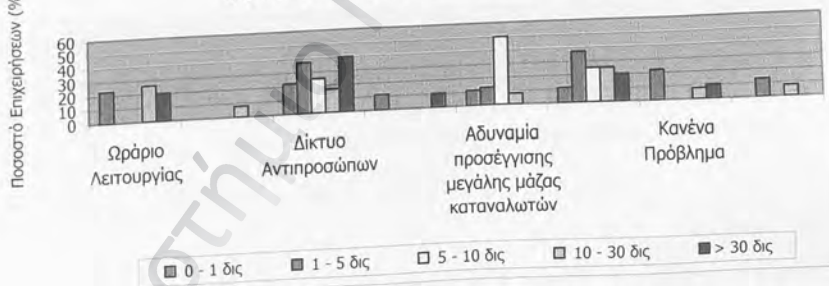 Ποσοστό Επιχειρήσεων (%
60
50
40
30
20
10
0
Ωράριο
Λειτουργίας
Δίκτυο
Αντιπροσώπων
Αδυναμία
προσέγγισης
μεγάλης μάζας
καταναλωτών
Κανένα
Πρόβλημα
0 - 1 δις
1 - 5 δις
5 - 10 δις
10 - 30 δις
> 30 δις